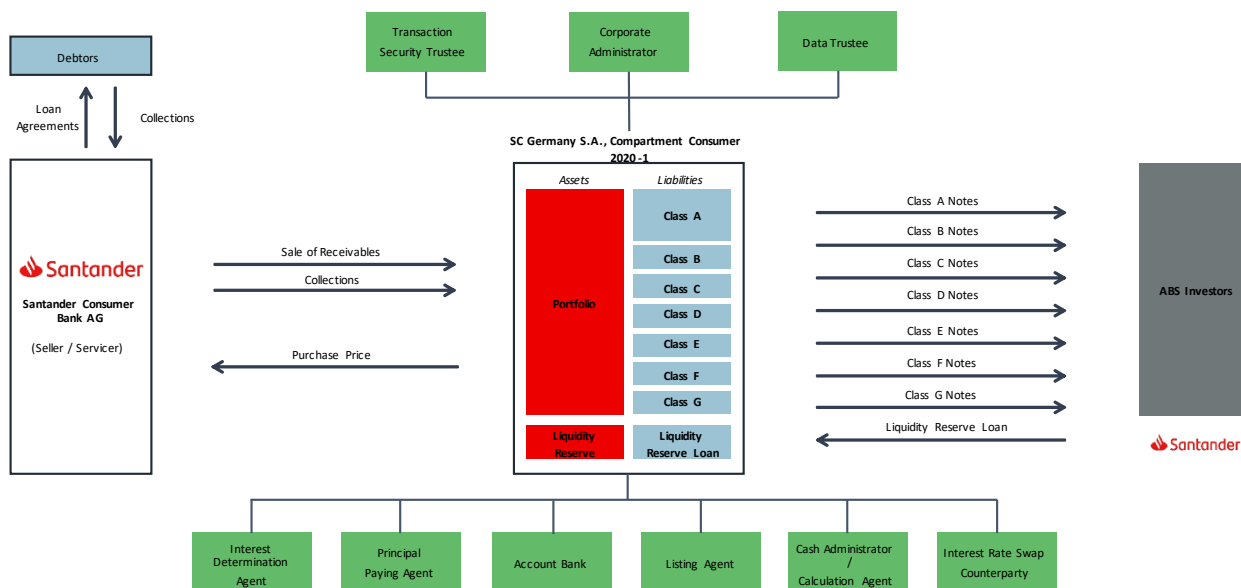 Transaction
Security Trustee
Corporate
Administrator
Data Trustee
Debtors
Loan
Agreements
Collections
SC Germany S.A., Compartment Consumer
2020 -1
Assets
Liabilities
Portfolio
Class A
Class B
Class C
Class D
Class E
Class F
Class G
Liquidity
Reserve
Liquidity
Reserve Loan
Santander
Santander Consumer
Bank AG
(Seller / Servicer)
Sale of Receivables
Collections
Purchase Price
Class A Notes
Class B Notes
Class C Notes
Class D Notes
Class E Notes
Class F Notes
Class G Notes
Liquidity Reserve Loan
ABS Investors
Santander
Interest
Determination
Agent
Principal
Paying Agent
Account Bank
Listing Agent
Cash Administrator
/
Calculation Agent
Interest Rate Swap
Counterparty